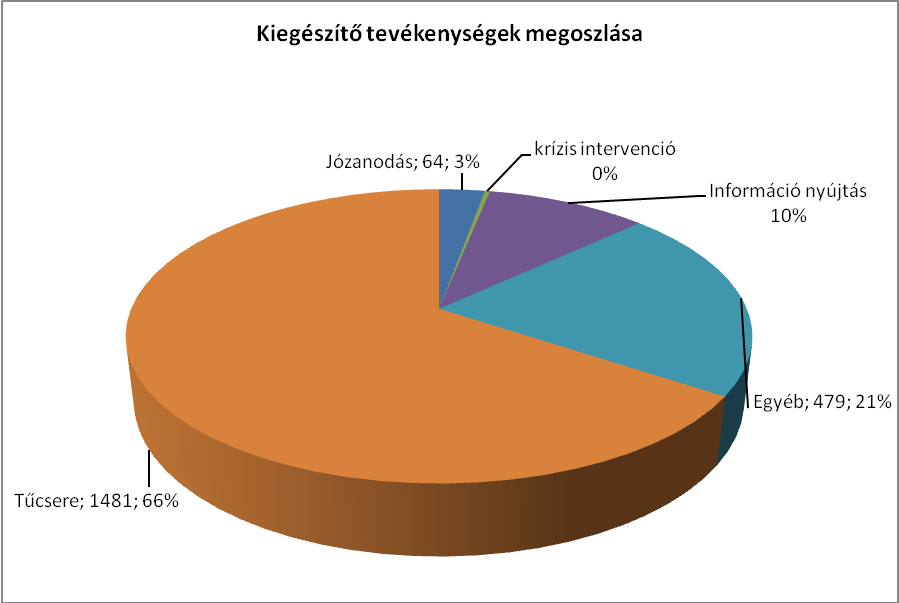 Kiegészítő tevékenységek megoszlása
Józanodás; 64; 3%
krízis intervenció
0%
Információ nyújtás
10%
Egyéb; 479; 21%
Tűcsere; 1481; 66%